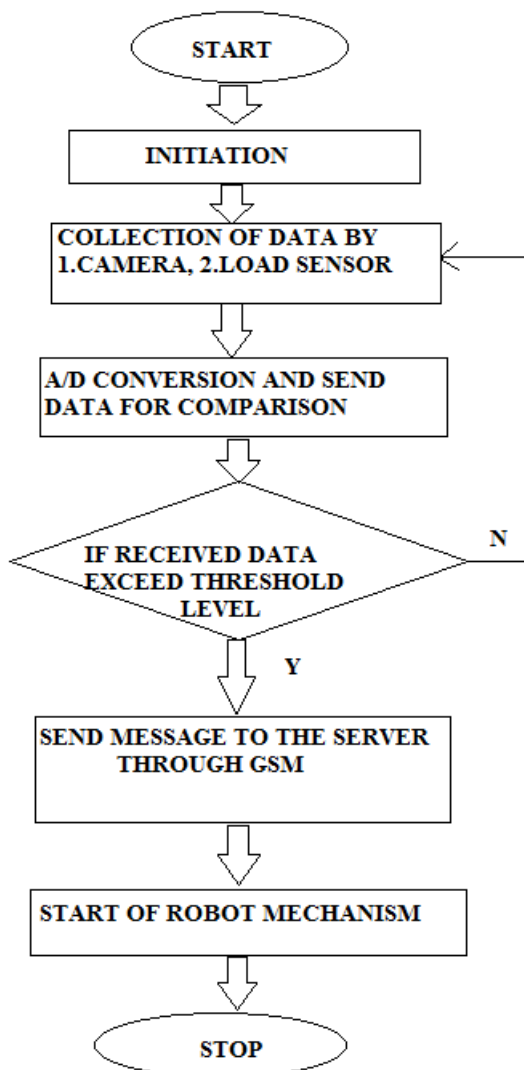 START
INITIATION
COLLECTION OF DATA BY
1.CAMERA, 2.LOAD SENSOR
A/D CONVERSION AND SEND
DATA FOR COMPARISON
IF RECEIVED DATA
EXCEED THRESHOLD
LEVEL
N
Y
SEND MESSAGE TO THE SERVER
THROUGH GSM
START OF ROBOT MECHANISM
STOP